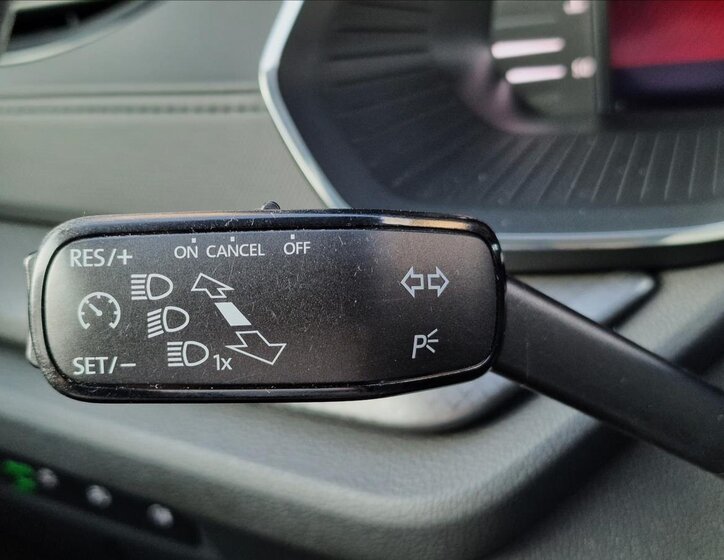 RES/+
ON CANCEL OFF
SET/-
1x
P